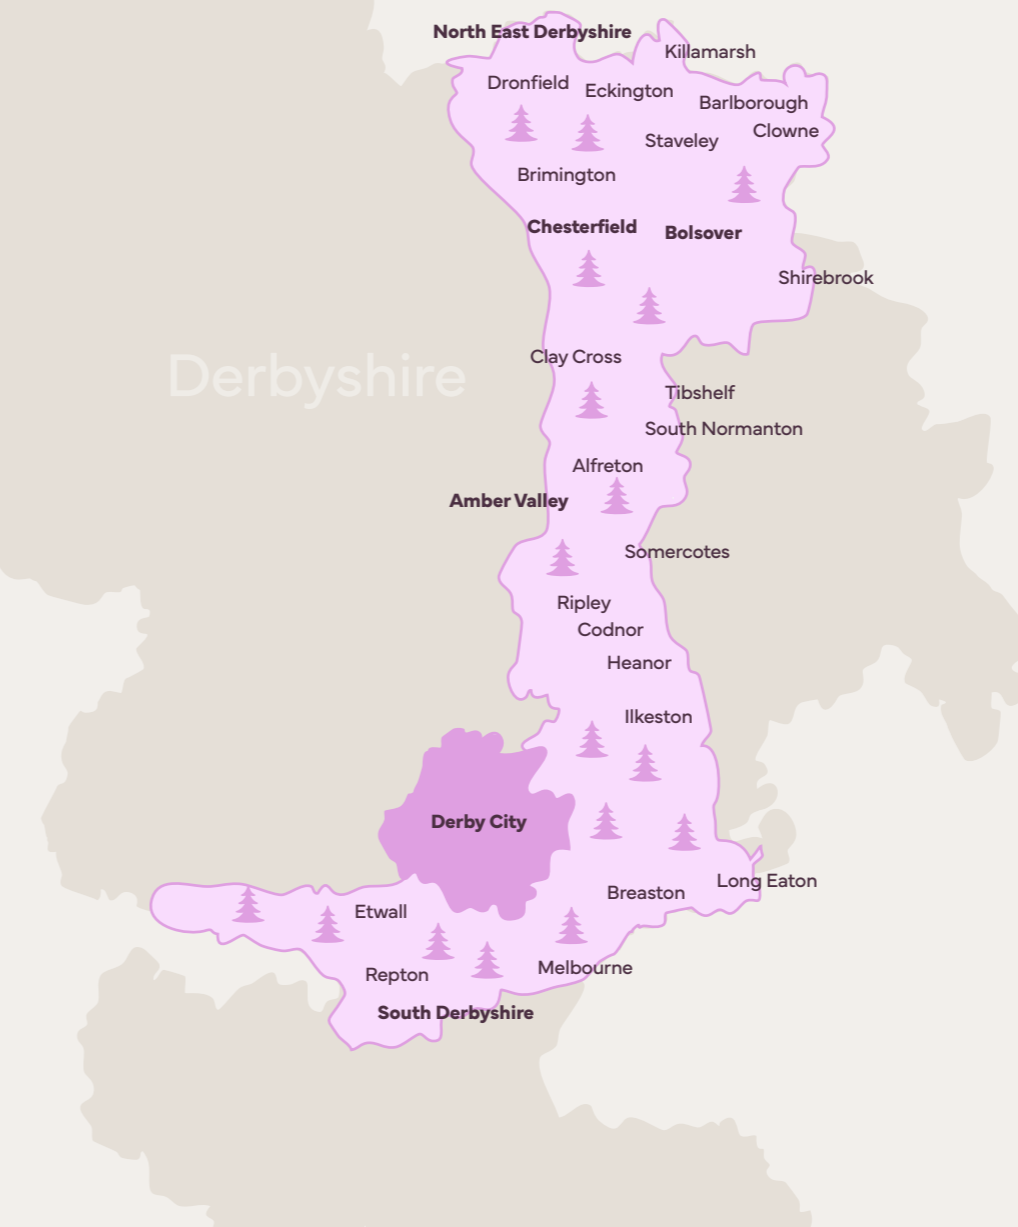 North East Derbyshire
Killamarsh
Dronfield
Eckington
Barlborough
Clowne
Staveley
Brimington
Chesterfield
Bolsover
Shirebrook
Clay Cross
Derbyshire
Tibshelf
South Normanton
Alfreton
Amber Valley
Somercotes
Ripley
Codnor
Heanor
Ilkeston
Derby City
Long Eaton
Breaston
Etwall
Melbourne
Repton
South Derbyshire